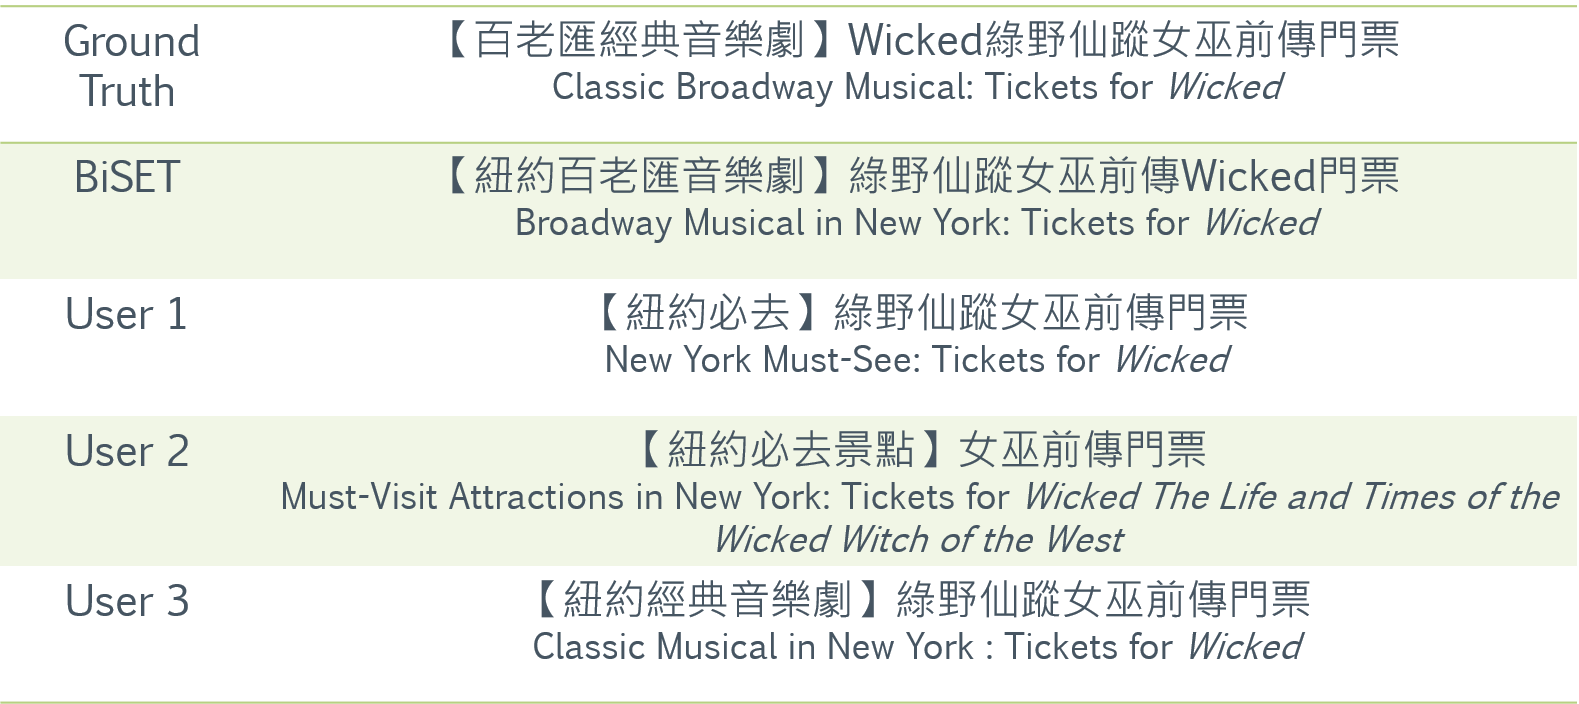 Ground
Truth
【百老匯經典音樂劇】Wicked綠野仙蹤女巫前傳門票
Classic Broadway Musical: Tickets for Wicked
BiSET
【紐約百老匯音樂劇】綠野仙蹤女巫前傳Wicked門票
Broadway Musical in New York: Tickets for Wicked
User 1
【紐約必去】綠野仙蹤女巫前傳門票
New York Must-See: Tickets for Wicked
User 2
【紐約必去景點】女巫前傳門票
Must-Visit Attractions in New York: Tickets for Wicked The Life and Times of the
Wicked Witch of the West
User 3
【紐約經典音樂劇】綠野仙蹤女巫前傳門票
Classic Musical in New York : Tickets for Wicked